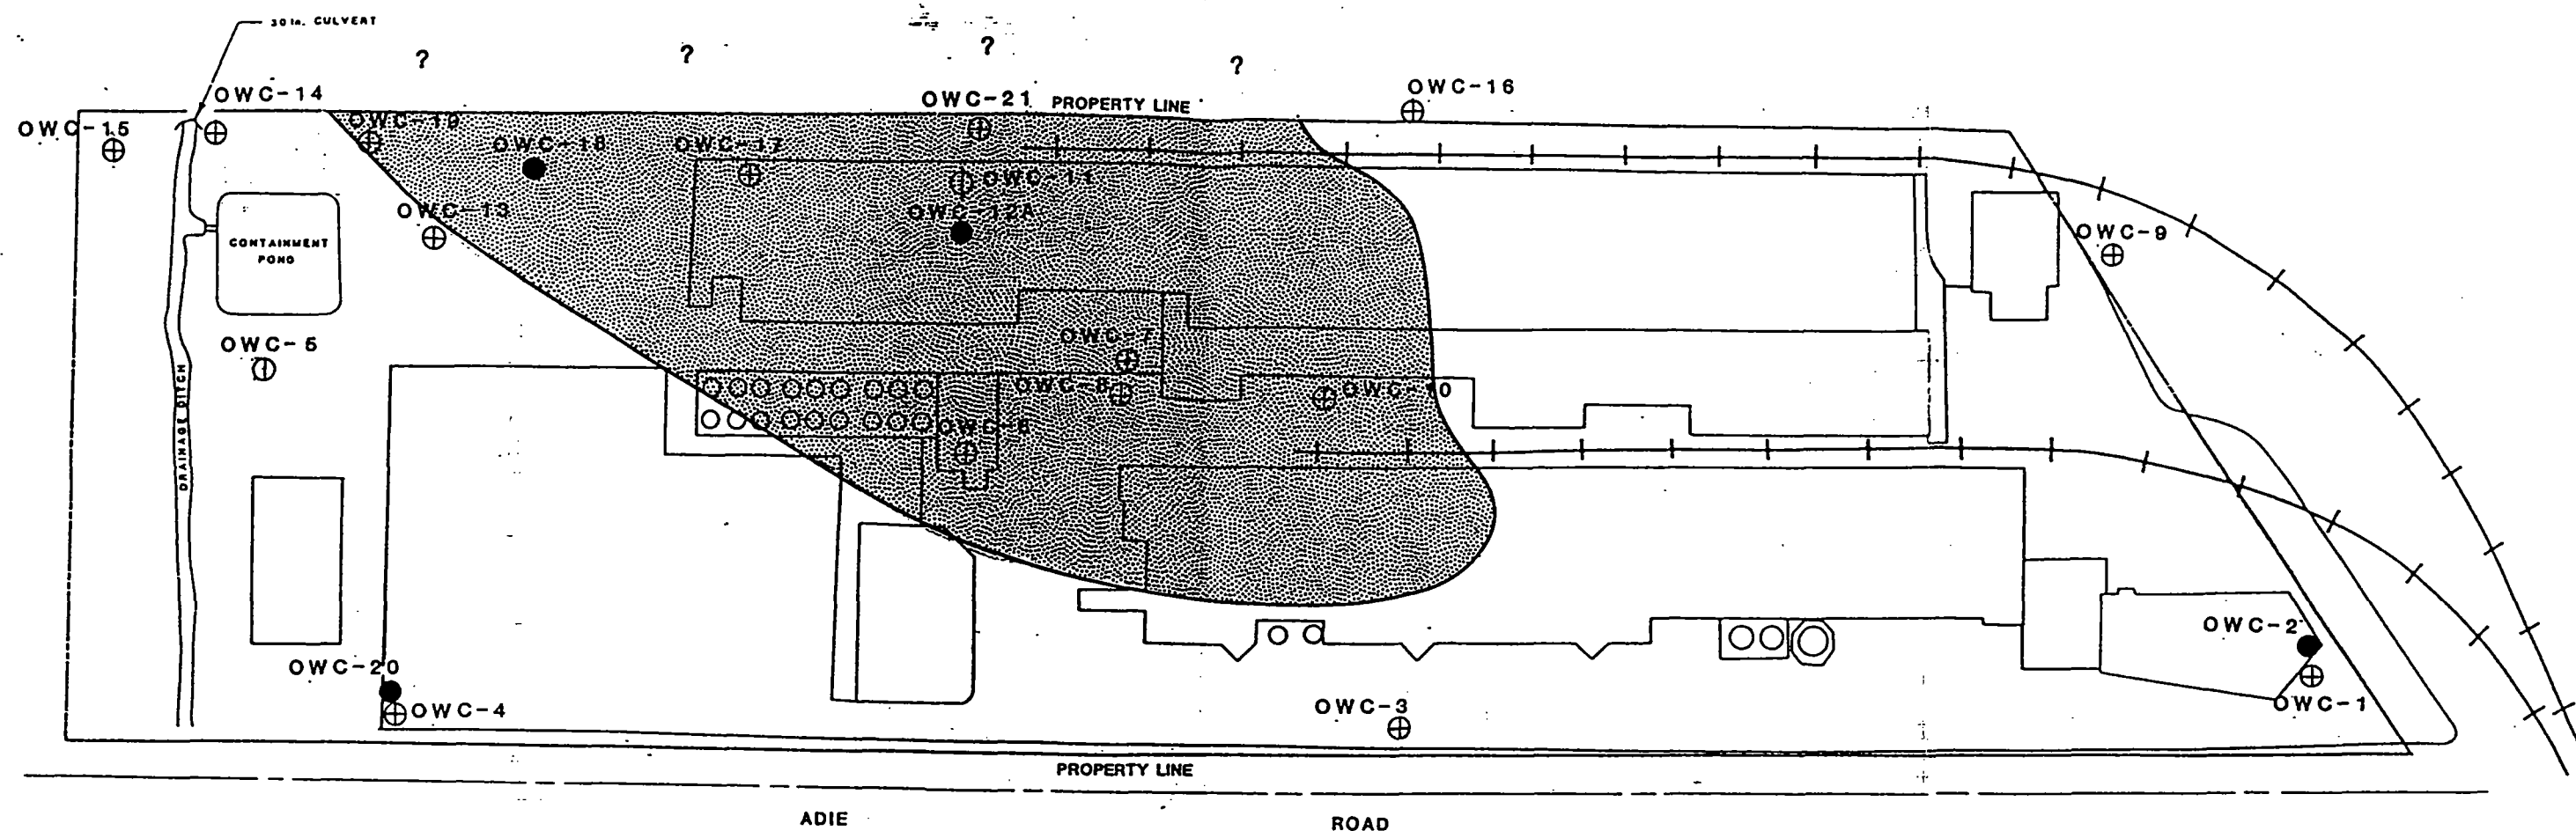 30 in. CULVERT
? ? ? ?
OWC-14
OWC-21 PROPERTY LINE
OWC-16
OWC-15
OWC-19
OWC-18
OWC-17
OWC-11
OWC-13
OWC-12A
OWC-9
CONTAINMENT
POND
OWC-5
OWC-7
OWC-8
OWC-10
DRAINAGE DITCH
OWC-6
OWC-2
OWC-20
OWC-4
OWC-3
OWC-1
PROPERTY LINE
ADIE ROAD